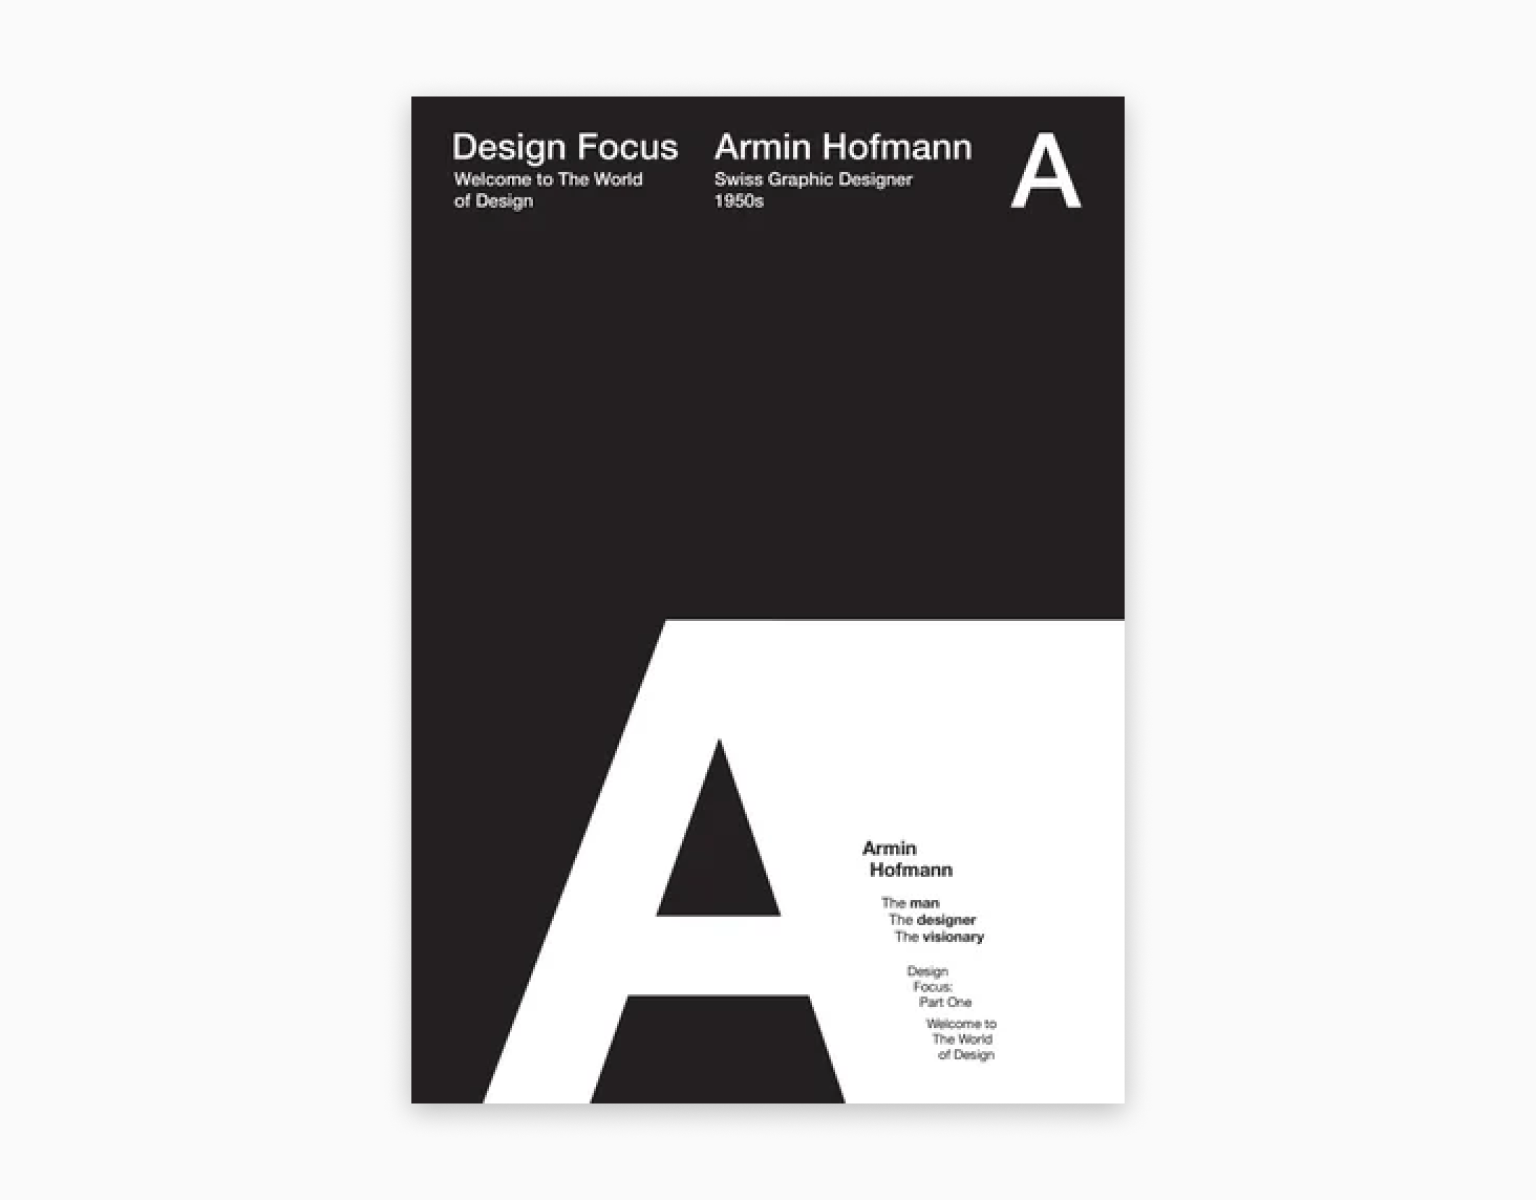 Design Focus
Welcome to The World
of Design
Armin Hofmann
Swiss Graphic Designer
1950s
A
A
Armin
Hofmann
The man
The designer
The visionary
Design
Focus:
Part One
Welcome to
The World
of Design